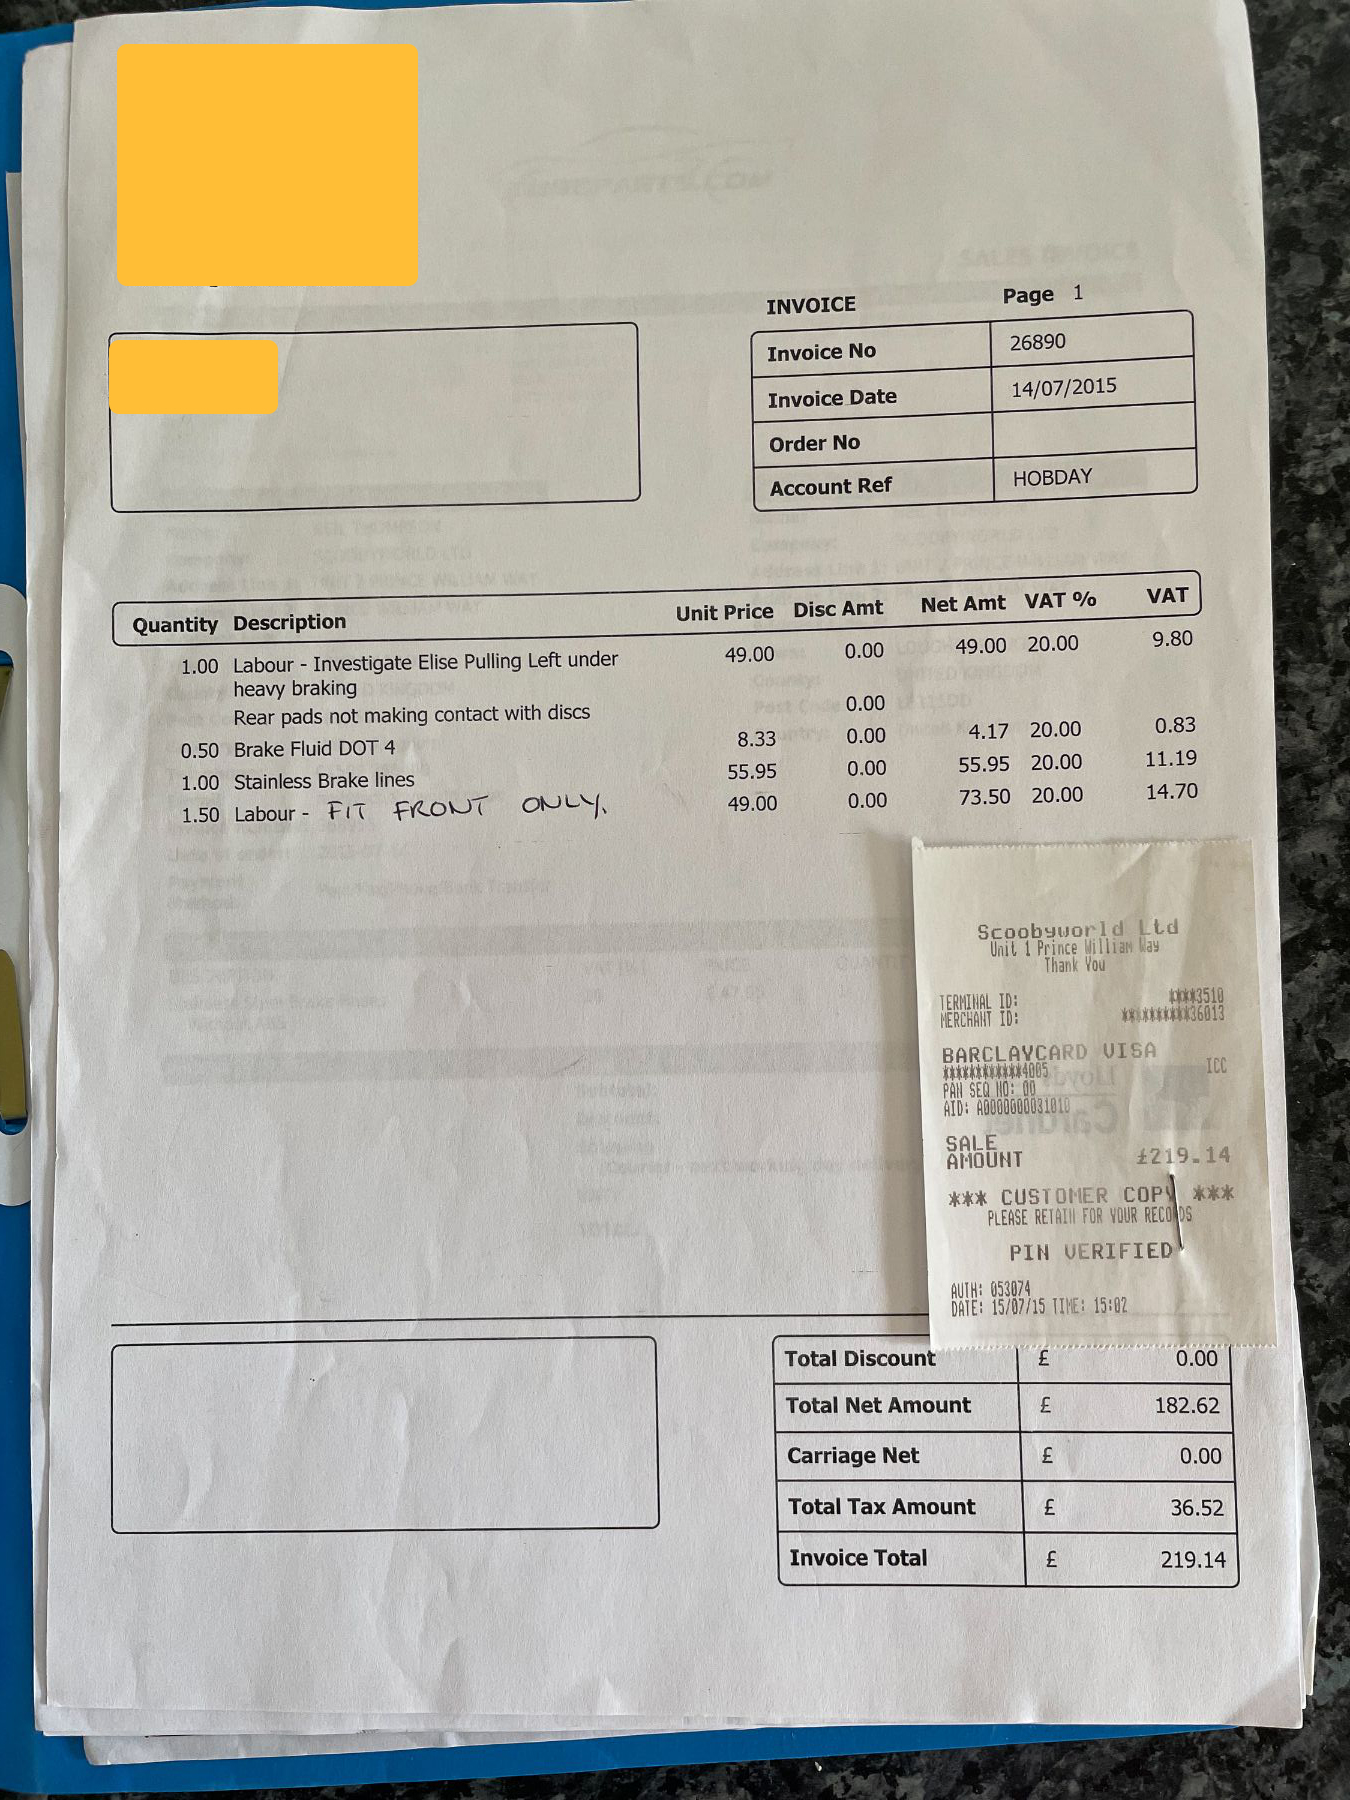 INVOICE Page 1
Invoice No 26890
Invoice Date 14/07/2015
Order No
Account Ref HOBDAY
Quantity Description Unit Price Disc Amt Net Amt VAT % VAT
1.00 Labour - Investigate Elise Pulling Left under 49.00 0.00 49.00 20.00 9.80
heavy braking
Rear pads not making contact with discs 0.00
0.50 Brake Fluid DOT 4 8.33 0.00 4.17 20.00 0.83
1.00 Stainless Brake lines 55.95 0.00 55.95 20.00 11.19
1.50 Labour - FIT FRONT ONLY. 49.00 0.00 73.50 20.00 14.70
Scoobyworld Ltd
Unit 1 Prince William Way
Thank You
TERMINAL ID: ****3510
MERCHANT ID: **********36013
BARCLAYCARD VISA
************4005 ICC
PAN SEQ NO: 00
AID: A0000000031010
SALE
AMOUNT £219.14
*** CUSTOMER COPY ***
PLEASE RETAIN FOR YOUR RECORDS
PIN VERIFIED
AUTH: 053074
DATE: 15/07/15 TIME: 15:02
Total Discount £ 0.00
Total Net Amount £ 182.62
Carriage Net £ 0.00
Total Tax Amount £ 36.52
Invoice Total £ 219.14